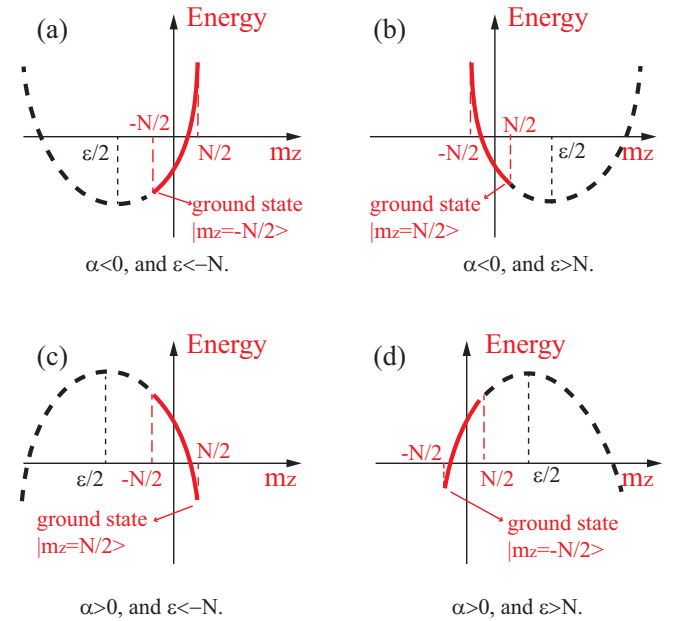 (a)
Energy
-N/2
ε/2
N/2
mz
ground state
|mz=-N/2>
α<0, and ε<−N.
(b)
Energy
-N/2
N/2
ε/2
mz
ground state
|mz=N/2>
α<0, and ε>N.
(c)
Energy
N/2
ε/2
-N/2
mz
ground state
|mz=N/2>
α>0, and ε<−N.
(d)
Energy
-N/2
N/2
ε/2
mz
ground state
|mz=-N/2>
α>0, and ε>N.